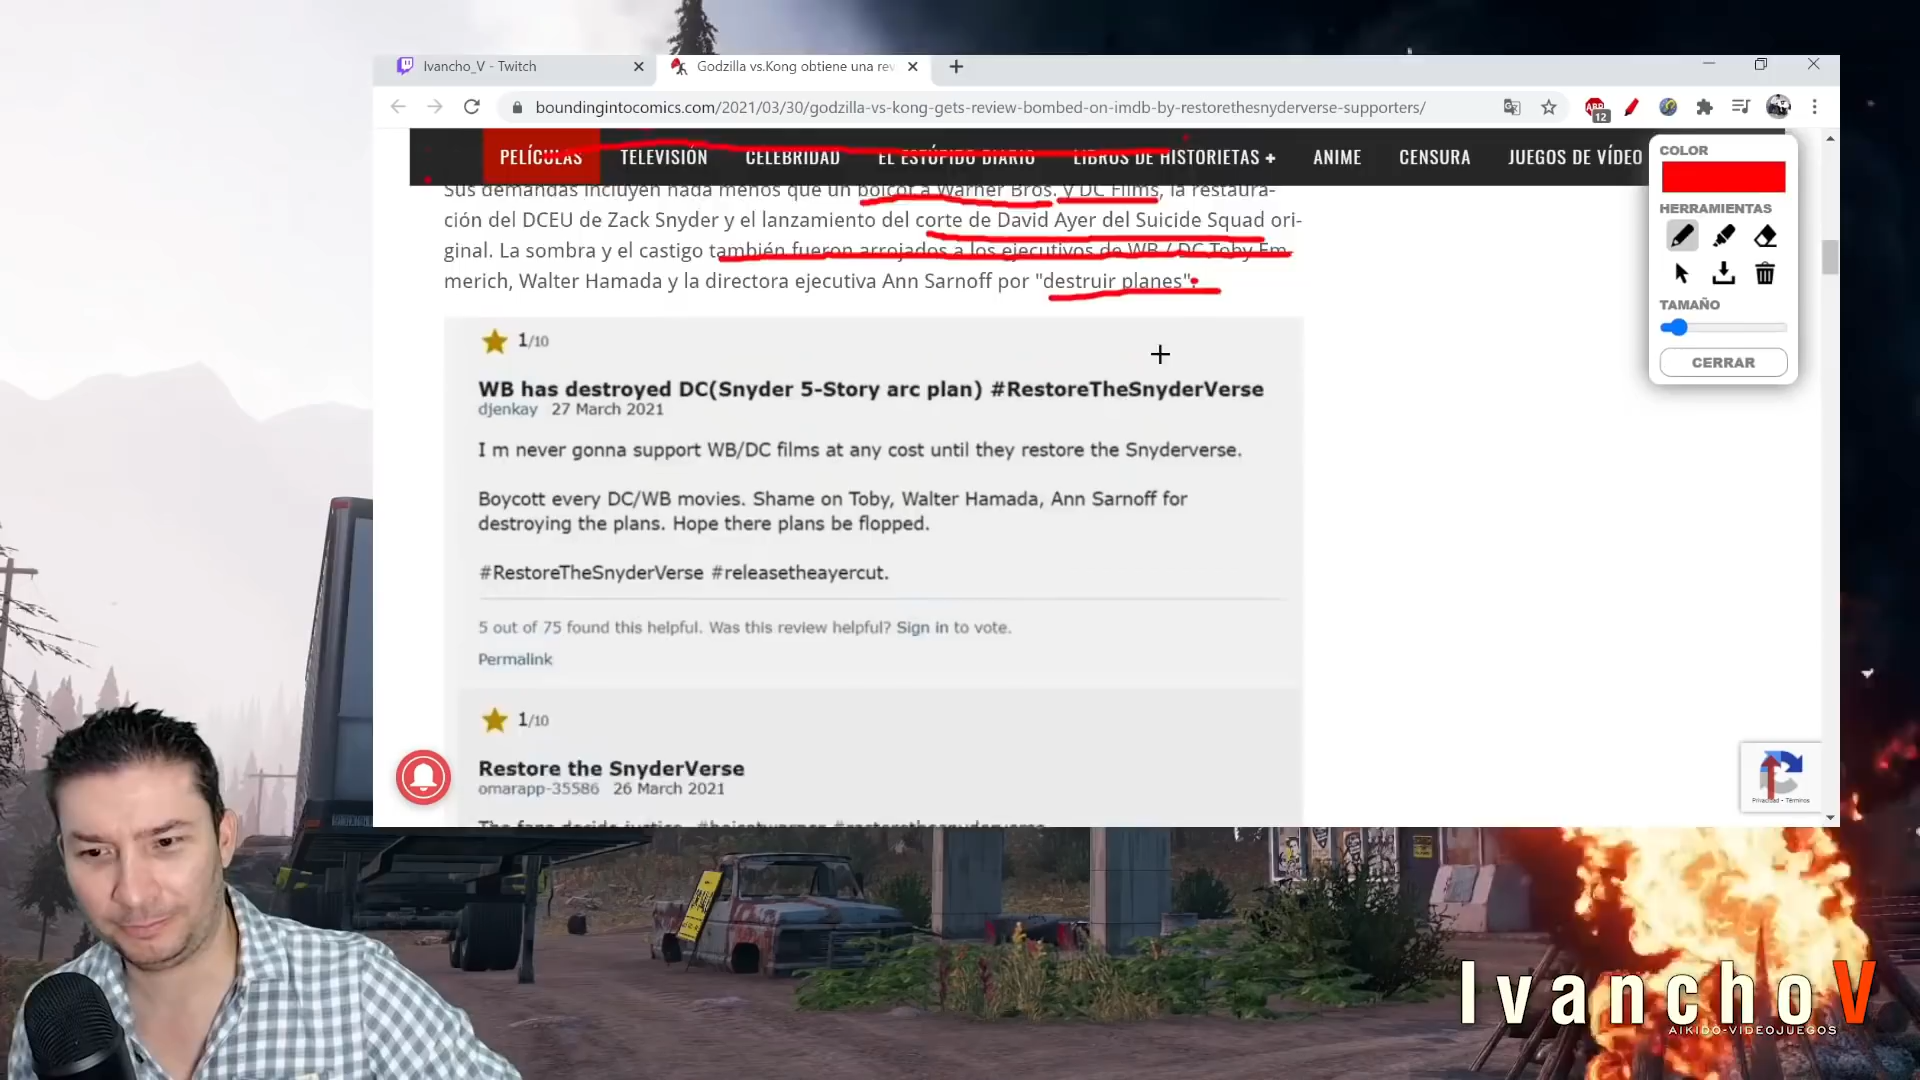 Ivancho_V - Twitch
Godzilla vs.Kong obtiene una rev
boundingintocomics.com/2021/03/30/godzilla-vs-kong-gets-review-bombed-on-imdb-by-restorethesnyderverse-supporters/
ABP
12
PELÍCULAS TELEVISIÓN CELEBRIDAD EL ESTÚPIDO DIARIO LIBROS DE HISTORIETAS + ANIME CENSURA JUEGOS DE VÍDEO
COLOR
HERRAMIENTAS
TAMAÑO
CERRAR
Sus demandas incluyen nada menos que un boicot a Warner Bros. y DC Films, la restaura-
ción del DCEU de Zack Snyder y el lanzamiento del corte de David Ayer del Suicide Squad ori-
ginal. La sombra y el castigo también fueron arrojados a los ejecutivos de WB / DC Toby Em-
merich, Walter Hamada y la directora ejecutiva Ann Sarnoff por "destruir planes":
1/10
WB has destroyed DC(Snyder 5-Story arc plan) #RestoreTheSnyderVerse
djenkay 27 March 2021
I m never gonna support WB/DC films at any cost until they restore the Snyderverse.
Boycott every DC/WB movies. Shame on Toby, Walter Hamada, Ann Sarnoff for
destroying the plans. Hope there plans be flopped.
#RestoreTheSnyderVerse #releasetheayercut.
5 out of 75 found this helpful. Was this review helpful? Sign in to vote.
Permalink
1/10
Restore the SnyderVerse
omarapp-35586 26 March 2021
Privacidad - Términos
IvanchoV
AIKIDO-VIDEOJUEGOS